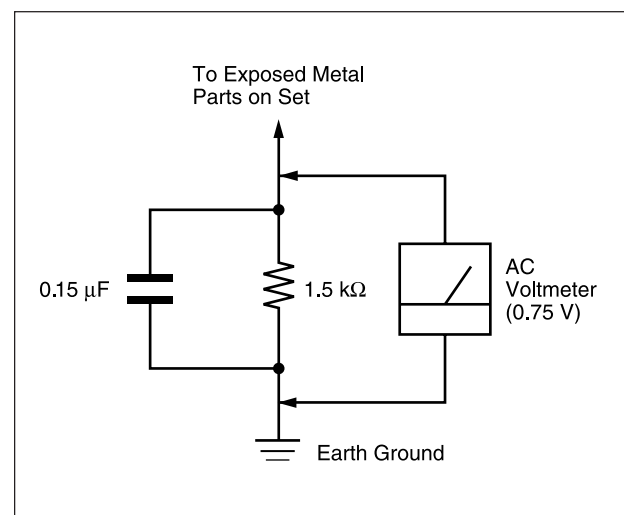 To Exposed Metal
Parts on Set
0.15 μF
1.5 kΩ
AC
Voltmeter
(0.75 V)
Earth Ground